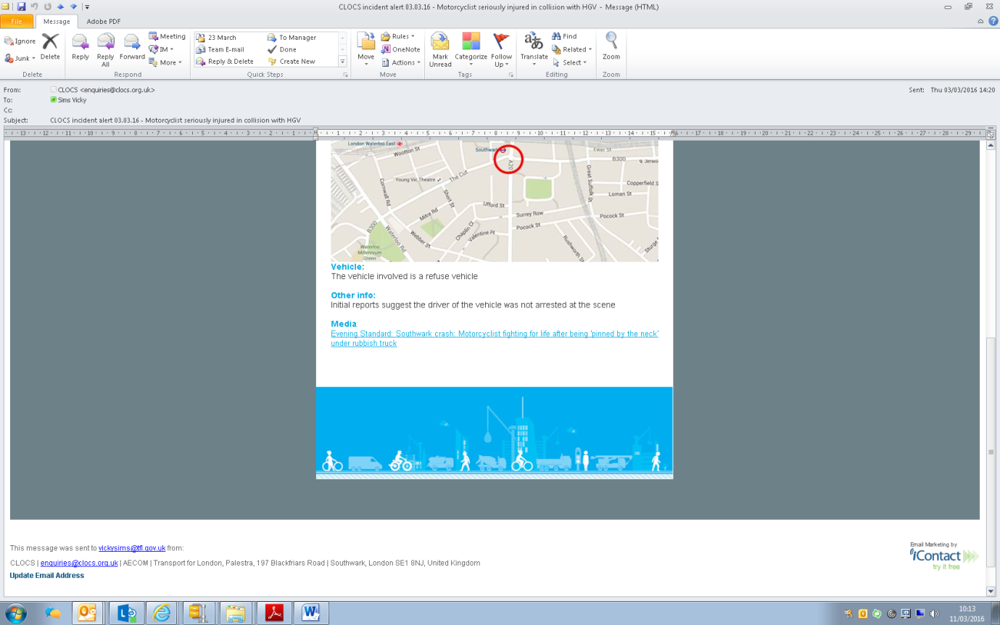 CLOCS incident alert 03.03.16 - Motorcyclist seriously injured in collision with HGV - Message (HTML)
File Message Adobe PDF
Ignore
Junk
Delete
Reply
Reply All
Forward
Meeting
IM
More
23 March
Team E-mail
Reply & Delete
To Manager
Done
Create New
Move
Rules
OneNote
Actions
Mark Unread
Categorize
Follow Up
Translate
Find
Related
Select
Zoom
Delete Respond Quick Steps Move Tags Editing Zoom
From: CLOCS <enquiries@clocs.org.uk>
Sent: Thu 03/03/2016 14:20
To: Sims Vicky
Cc:
Subject: CLOCS incident alert 03.03.16 - Motorcyclist seriously injured in collision with HGV
London Waterloo East
Wootton St
Southwark
Ewer St
B300
A20
Young Vic Theatre
The Cut
Cornwall Rd
Short St
Great Suffolk St
Copperfield S
Loman St
Ufford St
Mitre Rd
Surrey Row
Pocock St
Pocock St
B300
Waterloo Rd
Webber St
Chaplin Cl
Valentine Pl
Rushworth St
Waterloo Millennium Green
Vehicle:
The vehicle involved is a refuse vehicle
Other info:
Initial reports suggest the driver of the vehicle was not arrested at the scene
Media
Evening Standard: Southwark crash: Motorcyclist fighting for life after being 'pinned by the neck'
under rubbish truck
This message was sent to vickysims@tfl.gov.uk from:
CLOCS | enquiries@clocs.org.uk | AECOM | Transport for London, Palestra, 197 Blackfriars Road | Southwark, London SE1 8NJ, United Kingdom
Update Email Address
Email Marketing by
iContact
try it free
10:13
11/03/2016